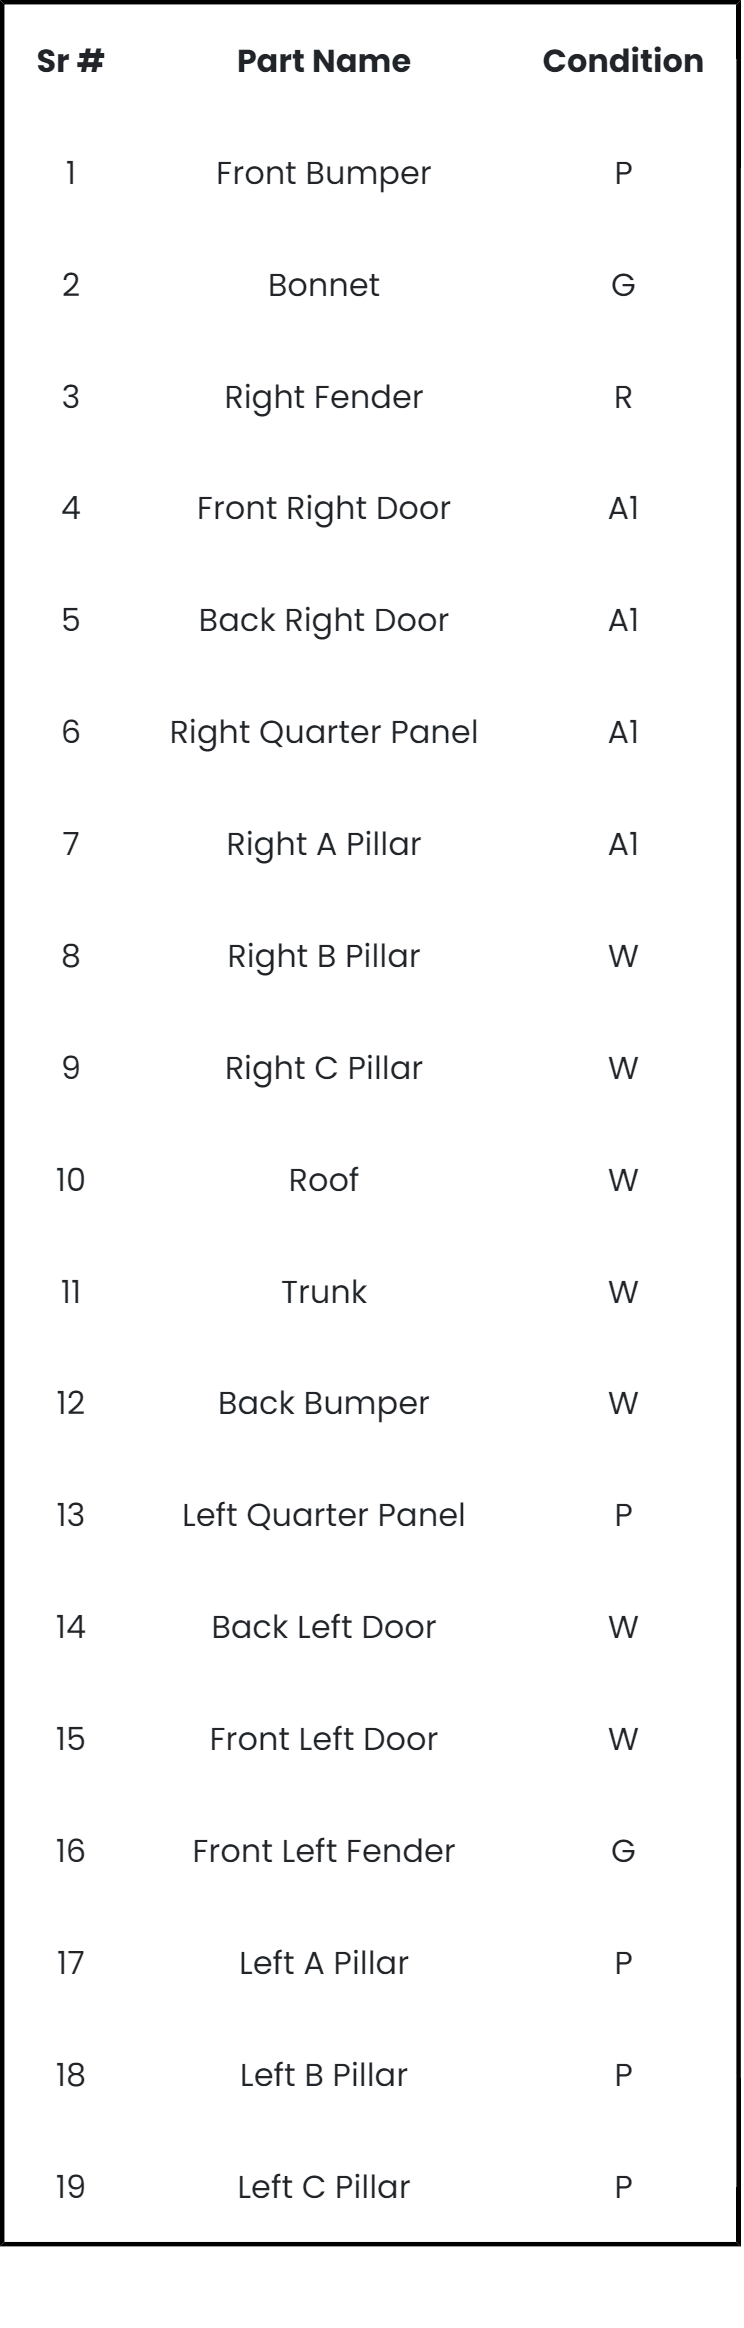 Sr # Part Name Condition
1 Front Bumper P
2 Bonnet G
3 Right Fender R
4 Front Right Door A1
5 Back Right Door A1
6 Right Quarter Panel A1
7 Right A Pillar A1
8 Right B Pillar W
9 Right C Pillar W
10 Roof W
11 Trunk W
12 Back Bumper W
13 Left Quarter Panel P
14 Back Left Door W
15 Front Left Door W
16 Front Left Fender G
17 Left A Pillar P
18 Left B Pillar P
19 Left C Pillar P